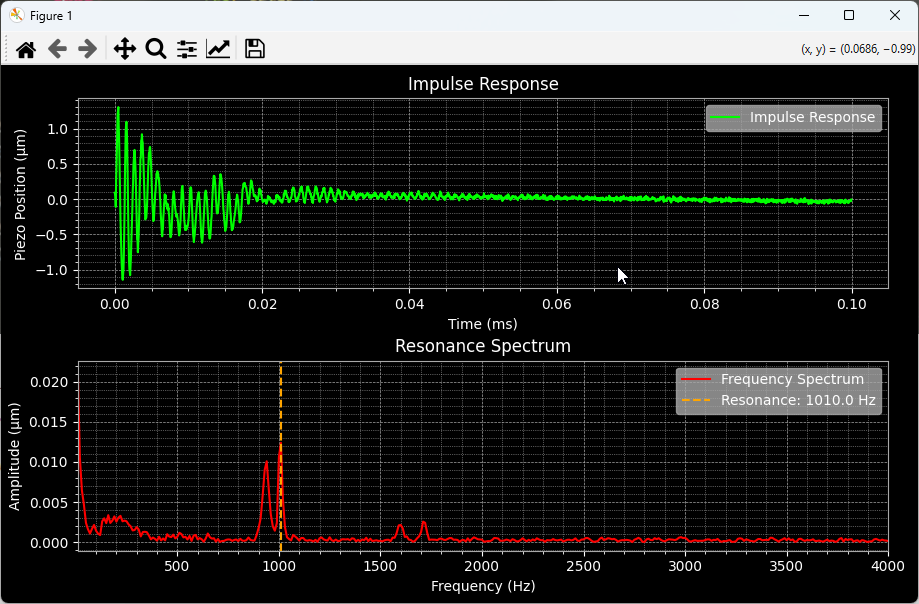 Figure 1
(x, y) = (0.0686, −0.99)
Impulse Response
Impulse Response
Piezo Position (μm)
1.0
0.5
0.0
−0.5
−1.0
0.00 0.02 0.04 0.06 0.08 0.10
Time (ms)
Resonance Spectrum
Frequency Spectrum
Resonance: 1010.0 Hz
Amplitude (μm)
0.020
0.015
0.010
0.005
0.000
500 1000 1500 2000 2500 3000 3500 4000
Frequency (Hz)